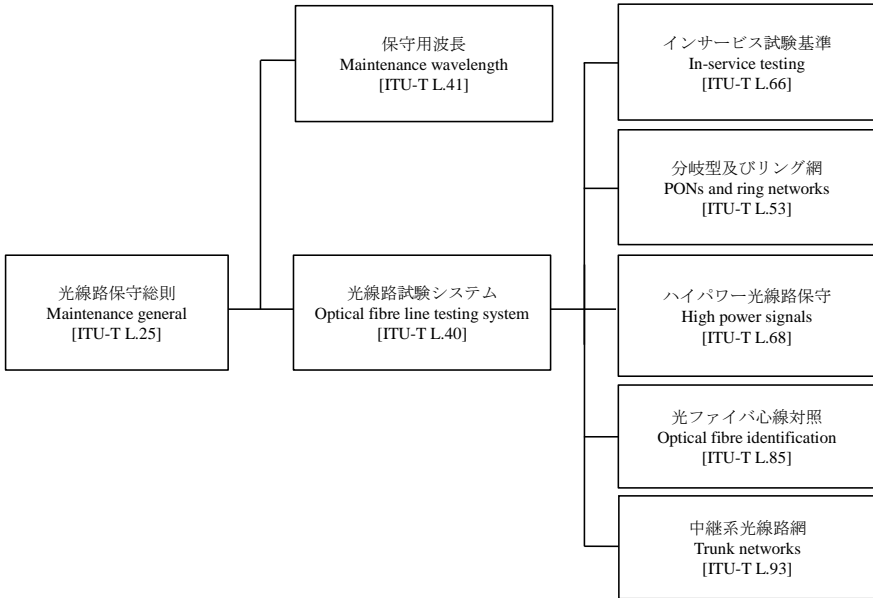 保守用波長
Maintenance wavelength
[ITU-T L.41]
インサービス試験基準
In-service testing
[ITU-T L.66]
分岐型及びリング網
PONs and ring networks
[ITU-T L.53]
光線路保守総則
Maintenance general
[ITU-T L.25]
光線路試験システム
Optical fibre line testing system
[ITU-T L.40]
ハイパワー光線路保守
High power signals
[ITU-T L.68]
光ファイバ心線対照
Optical fibre identification
[ITU-T L.85]
中継系光線路網
Trunk networks
[ITU-T L.93]